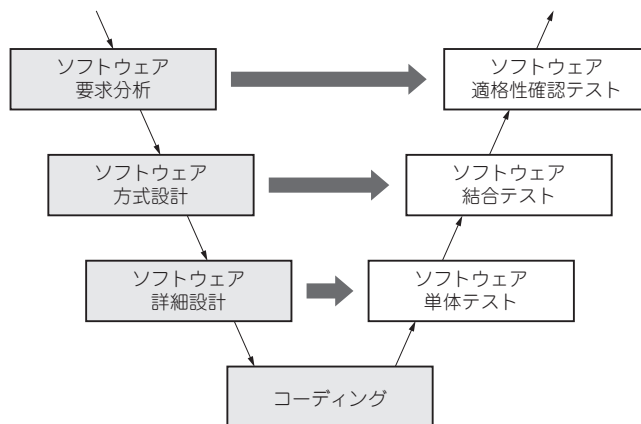 ソフトウェア
要求分析
ソフトウェア
適格性確認テスト
ソフトウェア
方式設計
ソフトウェア
結合テスト
ソフトウェア
詳細設計
ソフトウェア
単体テスト
コーディング